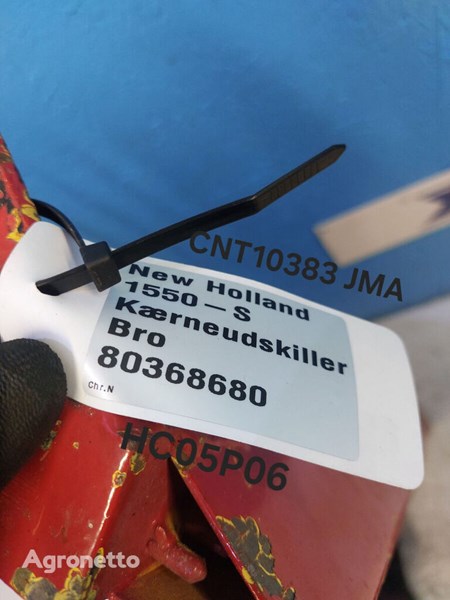 CNT10383 JMA
New Holland
1550-S
Kærneudskiller
Bro
80368680
Chr.N
HC05P06
Agronetto